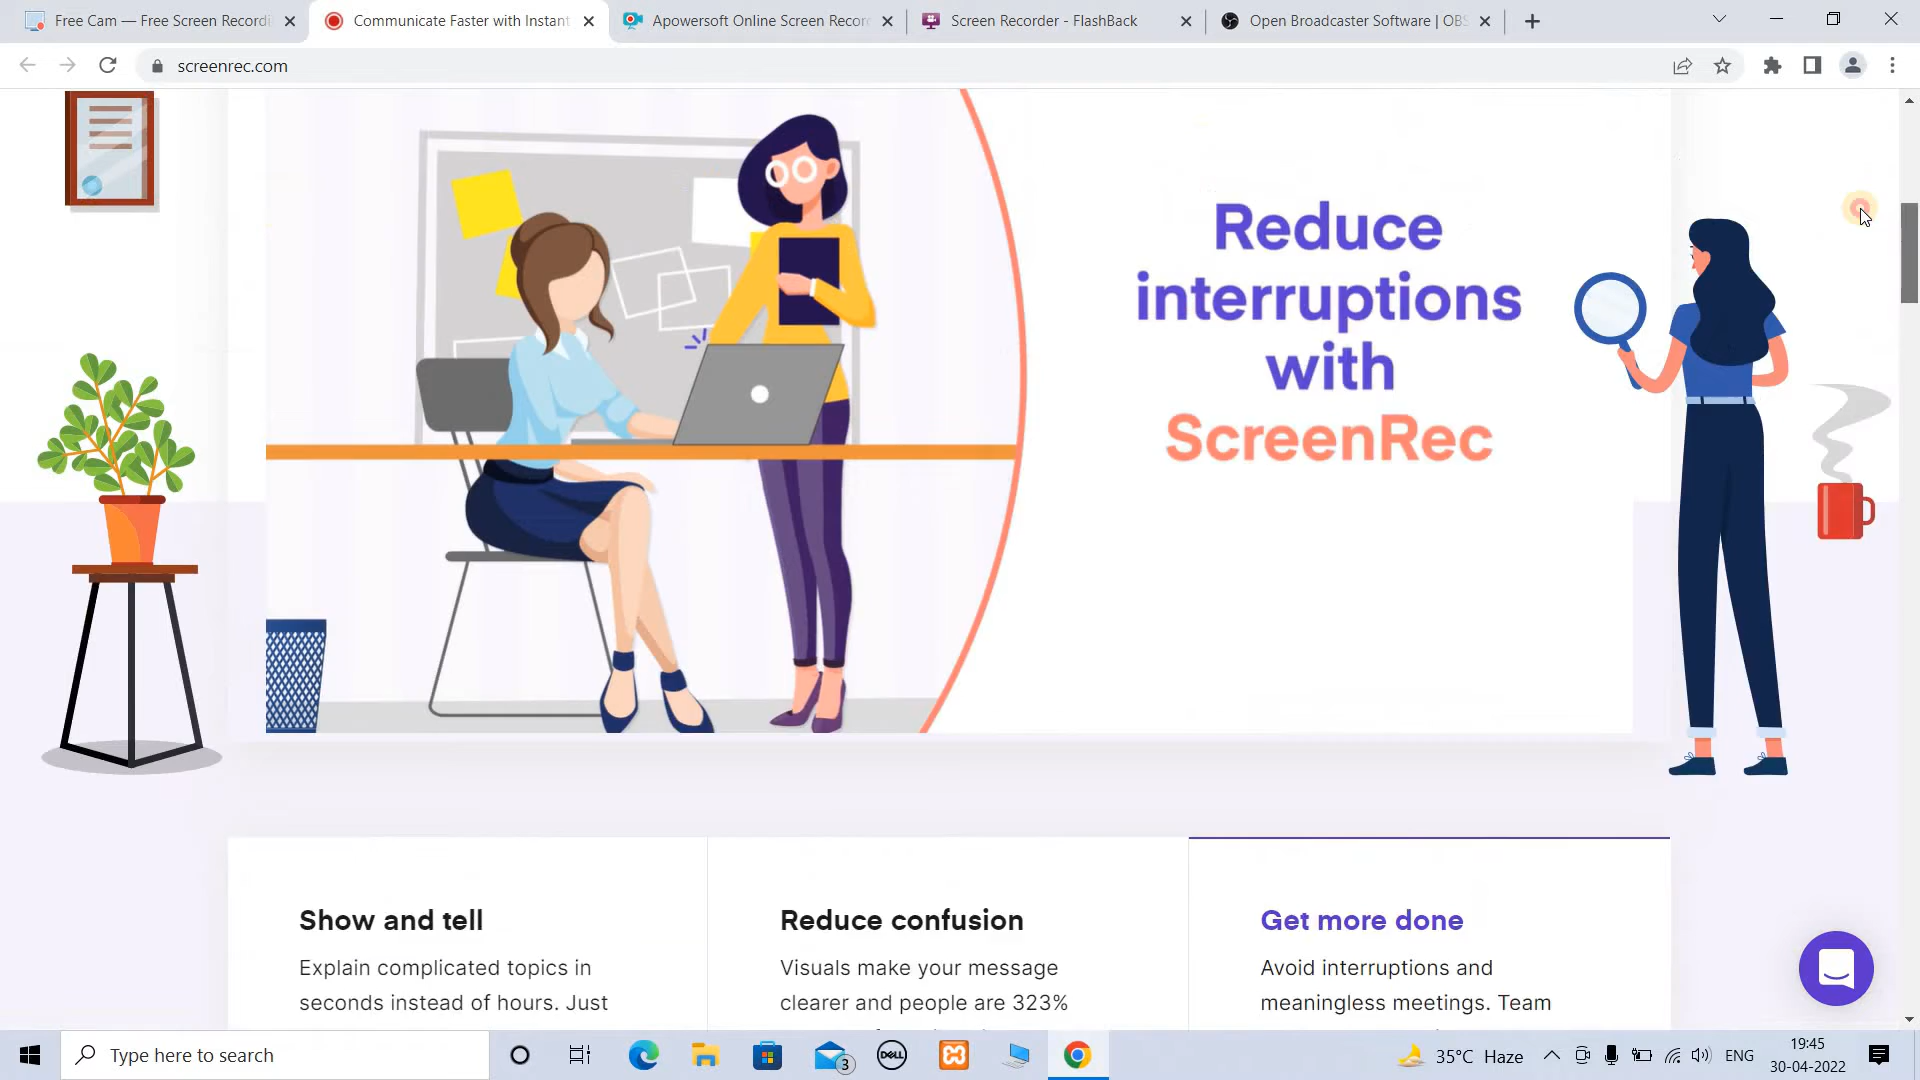 Free Cam — Free Screen Recordi
Communicate Faster with Instant
Apowersoft Online Screen Recor
Screen Recorder - FlashBack
Open Broadcaster Software | OBS
screenrec.com
Reduce
interruptions
with
ScreenRec
Show and tell
Explain complicated topics in
seconds instead of hours. Just
Reduce confusion
Visuals make your message
clearer and people are 323%
Get more done
Avoid interruptions and
meaningless meetings. Team
Type here to search
3
DELL
35°C Haze
ENG
19:45
30-04-2022